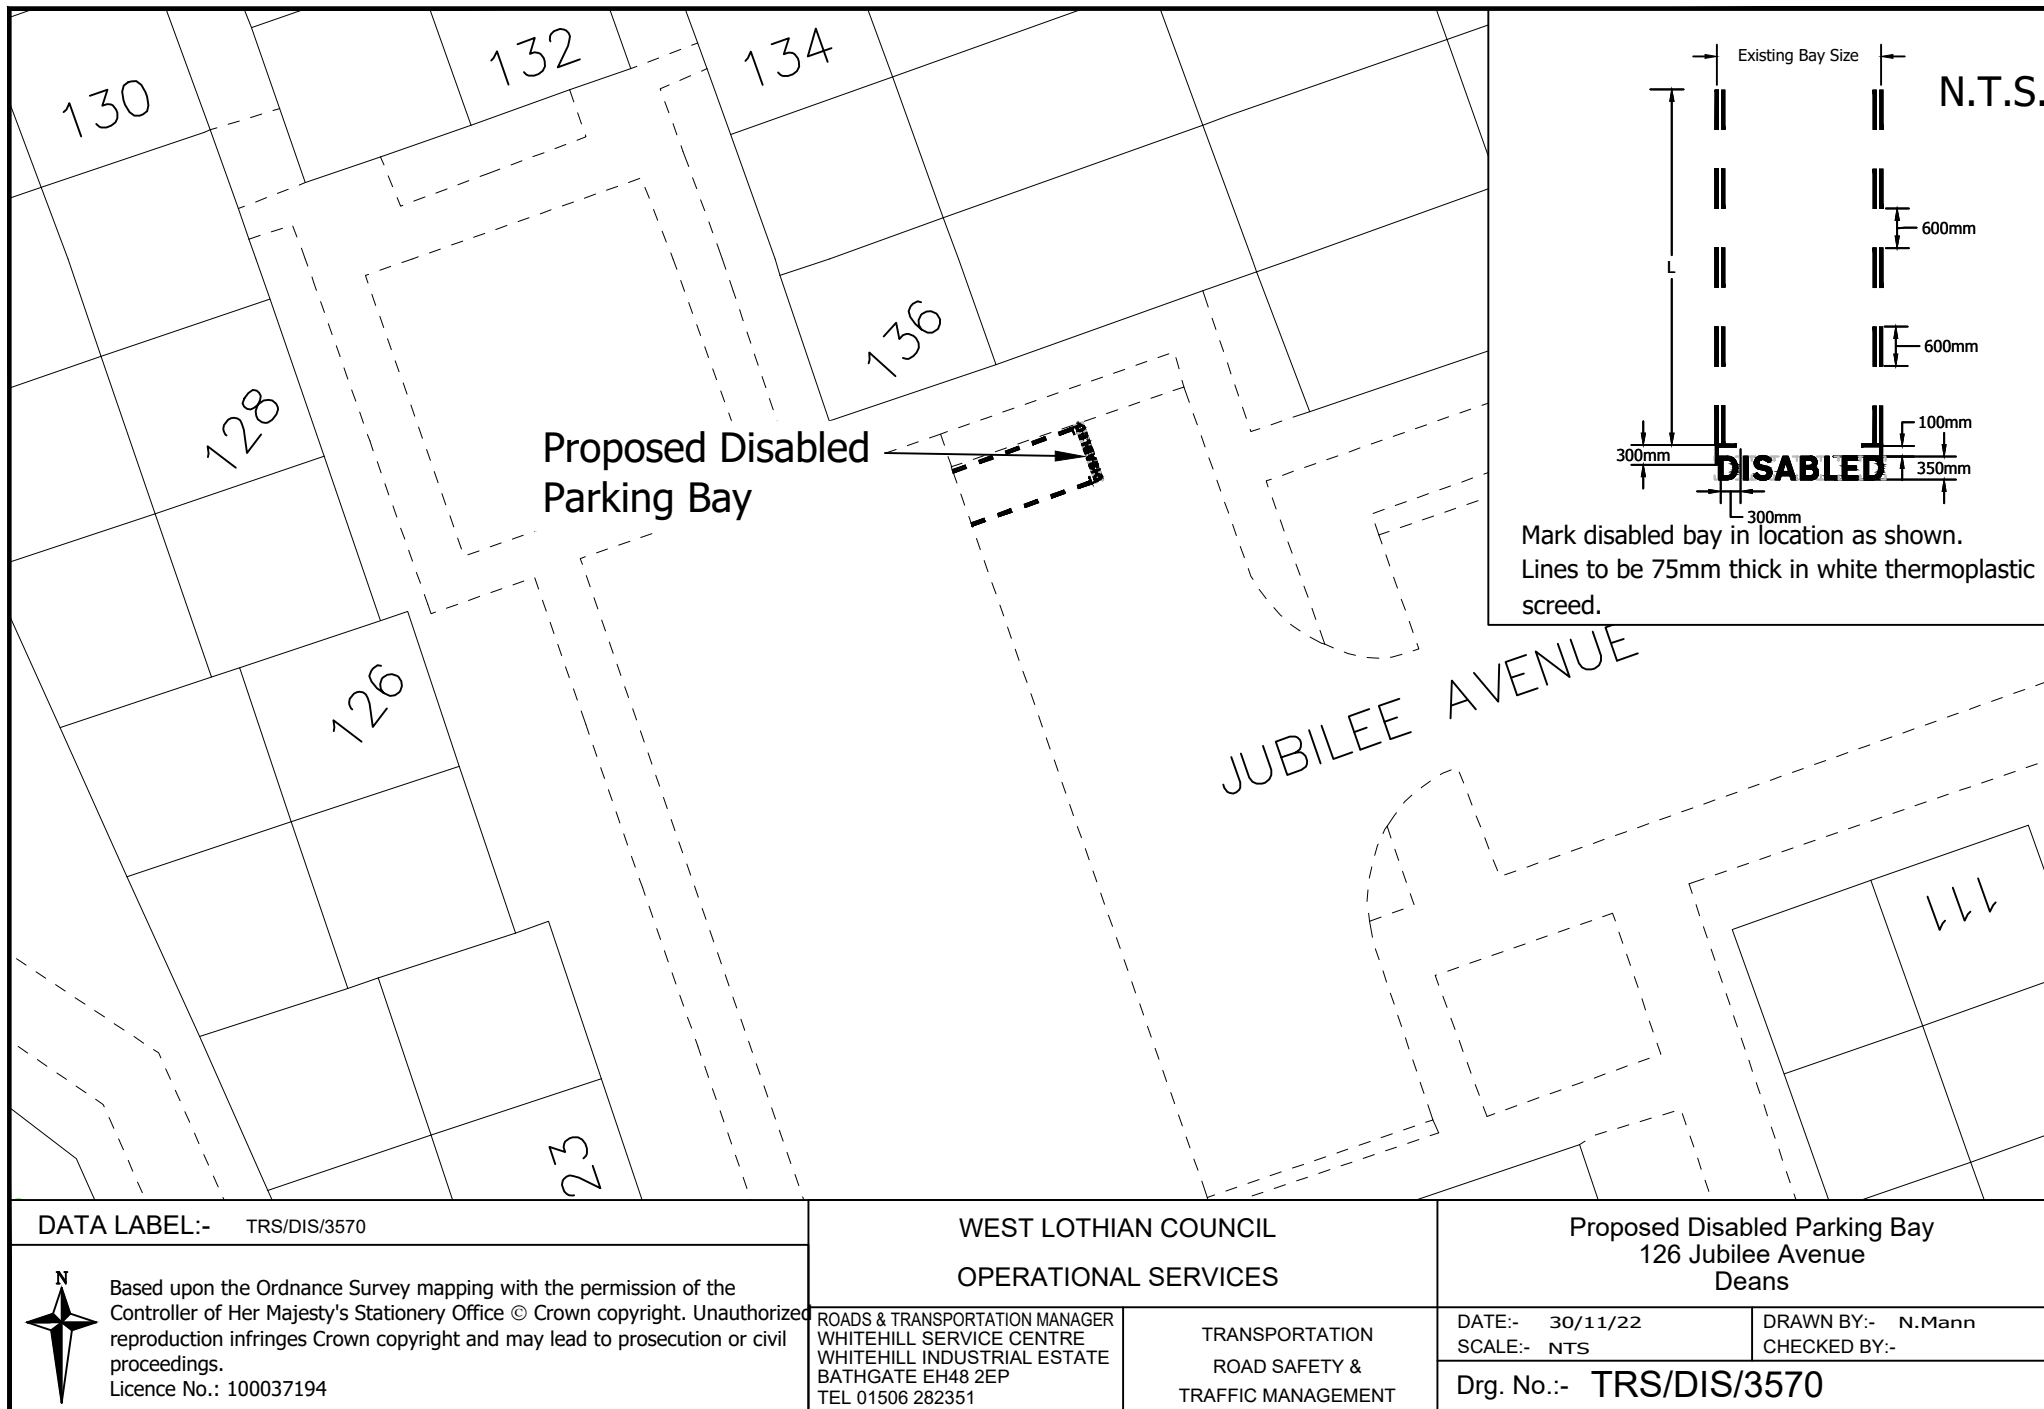 130
132
134
136
128
126
23
111
JUBILEE AVENUE
Proposed Disabled
Parking Bay
DISABLED
Existing Bay Size
N.T.S.
L
600mm
600mm
100mm
300mm
350mm
DISABLED
300mm
Mark disabled bay in location as shown.
Lines to be 75mm thick in white thermoplastic
screed.
DATA LABEL:- TRS/DIS/3570
N
Based upon the Ordnance Survey mapping with the permission of the
Controller of Her Majesty's Stationery Office © Crown copyright. Unauthorized
reproduction infringes Crown copyright and may lead to prosecution or civil
proceedings.
Licence No.: 100037194
WEST LOTHIAN COUNCIL
OPERATIONAL SERVICES
ROADS & TRANSPORTATION MANAGER
WHITEHILL SERVICE CENTRE
WHITEHILL INDUSTRIAL ESTATE
BATHGATE EH48 2EP
TEL 01506 282351
TRANSPORTATION
ROAD SAFETY &
TRAFFIC MANAGEMENT
Proposed Disabled Parking Bay
126 Jubilee Avenue
Deans
DATE:- 30/11/22
SCALE:- NTS
DRAWN BY:- N.Mann
CHECKED BY:-
Drg. No.:- TRS/DIS/3570